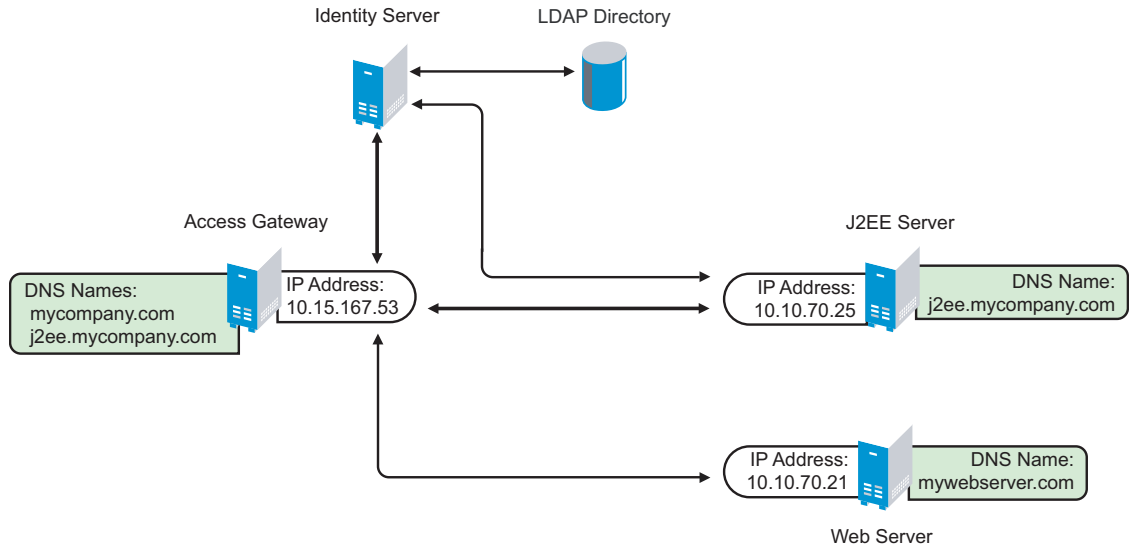 Identity Server
LDAP Directory
Access Gateway
J2EE Server
DNS Names:
mycompany.com
j2ee.mycompany.com
IP Address:
10.15.167.53
IP Address:
10.10.70.25
DNS Name:
j2ee.mycompany.com
IP Address:
10.10.70.21
DNS Name:
mywebserver.com
Web Server